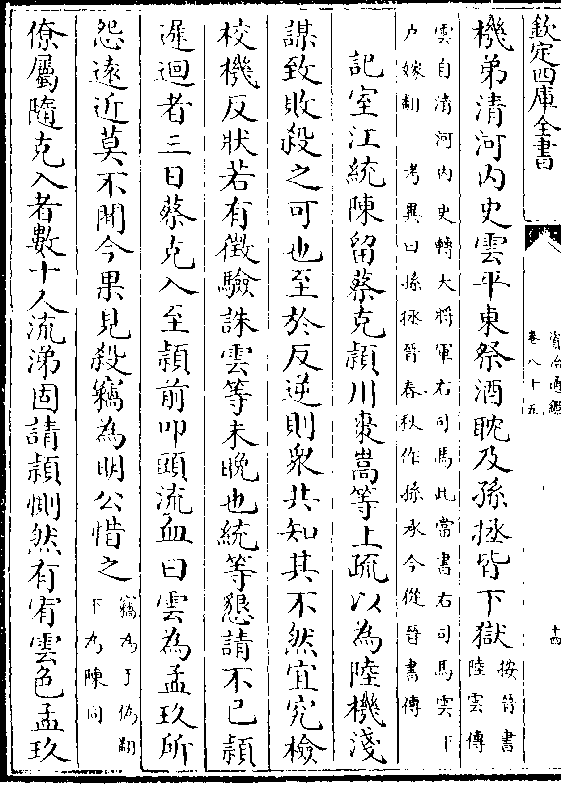 欽定四庫全書
資治通鑑
卷八十五
十四
機弟清河内史雲平東祭酒耽及孫拯皆下獄
按晉書
陸雲傳
雲自清河内史轉大將軍右司馬此當書右司馬雲下
户嫁翻 考異曰孫拯晉春秋作孫承今從晉書傳
記室江統陳留蔡克潁川棗嵩等上疏以為陸機淺
謀致敗殺之可也至於反逆則衆共知其不然宜究檢
校機反狀若有徵驗誅雲等未晚也統等懇請不已穎
遲迴者三日蔡克入至穎前叩頭流血曰雲為孟玖所
怨遠近莫不聞今果見殺竊為明公惜之
竊為于偽翻
下為陳同
僚屬隨克入者數十人流涕固請穎惻然有宥雲色孟玖